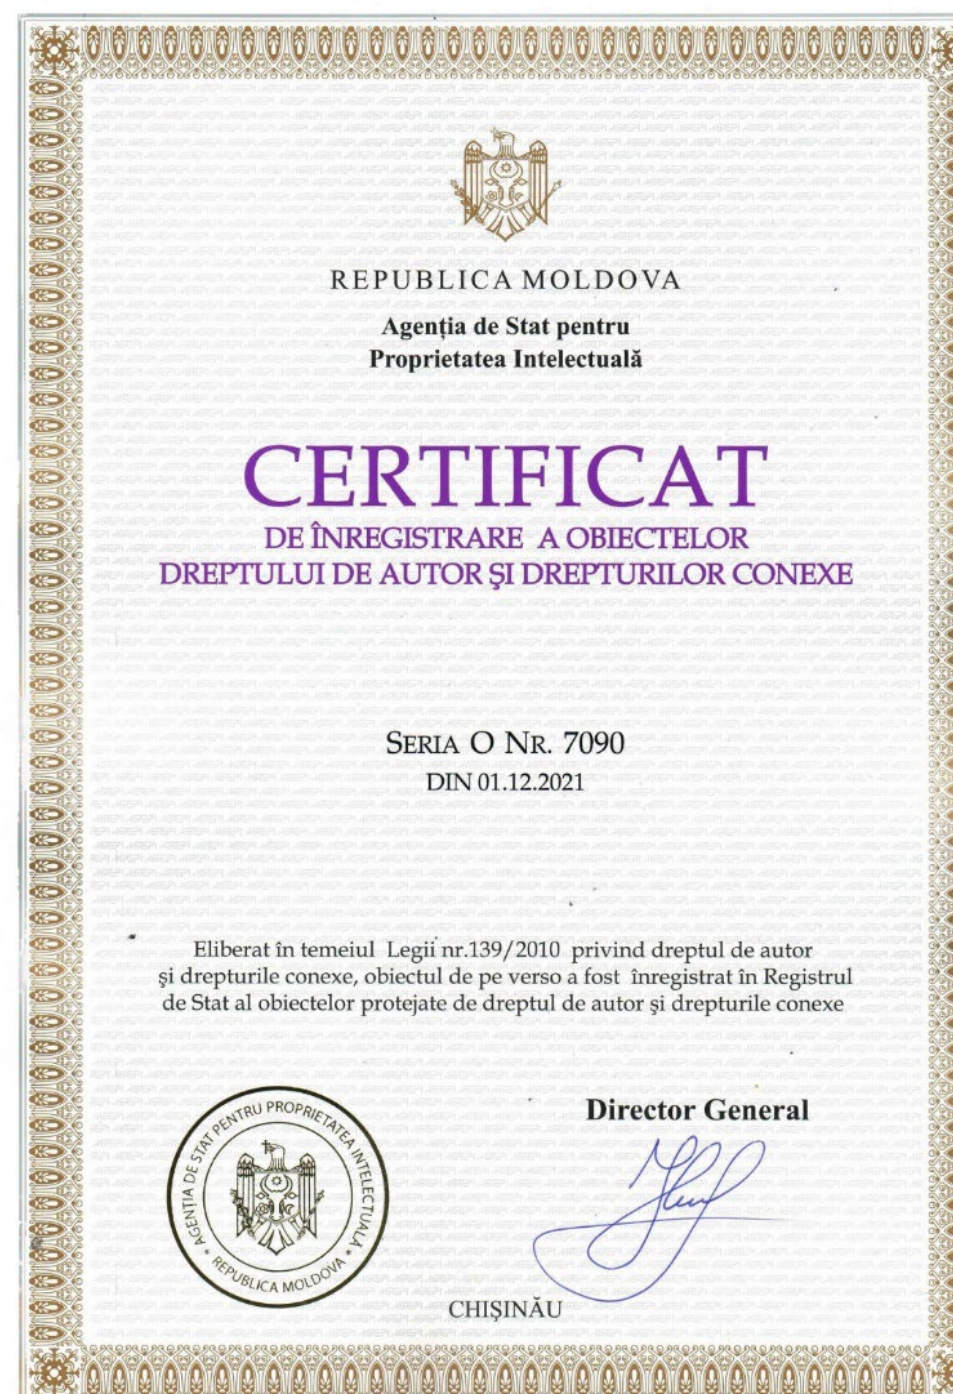 REPUBLICA MOLDOVA
Agenția de Stat pentru
Proprietatea Intelectuală
CERTIFICAT
DE ÎNREGISTRARE A OBIECTELOR
DREPTULUI DE AUTOR ŞI DREPTURILOR CONEXE
SERIA O NR. 7090
DIN 01.12.2021
Eliberat în temeiul Legii nr.139/2010 privind dreptul de autor
şi drepturile conexe, obiectul de pe verso a fost înregistrat în Registrul
de Stat al obiectelor protejate de dreptul de autor şi drepturile conexe
Director General
AGENȚIA DE STAT PENTRU PROPRIETATEA INTELECTUALĂ
* REPUBLICA MOLDOVA *
CHIŞINĂU